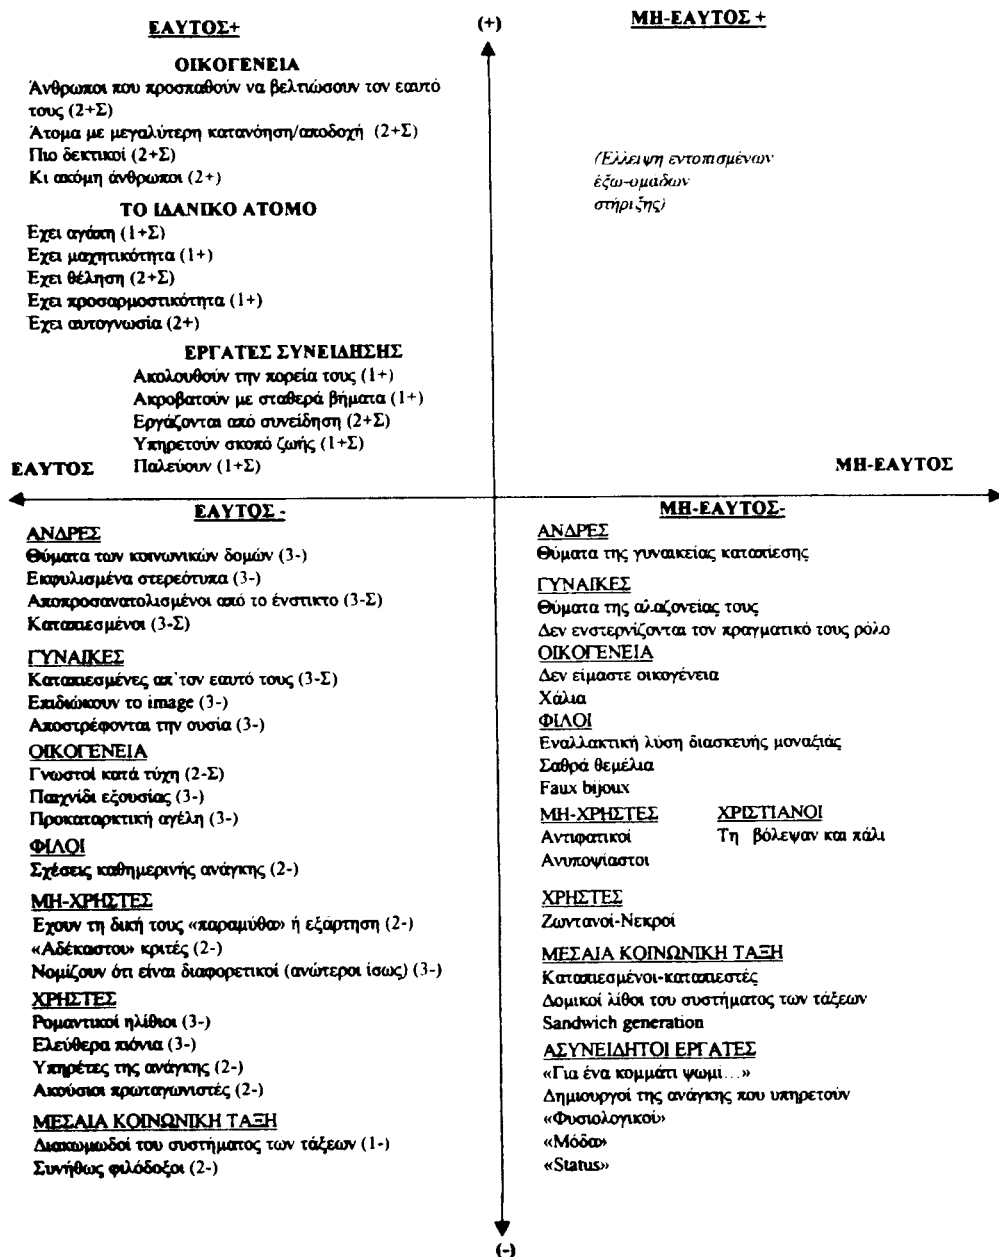 ΕΑΥΤΟΣ+
(+)
ΜΗ-ΕΑΥΤΟΣ +
ΟΙΚΟΓΕΝΕΙΑ
Άνθρωποι που προσπαθούν να βελτιώσουν τον εαυτό
τους (2+Σ)
Άτομα με μεγαλύτερη κατανόηση/αποδοχή (2+Σ)
Πιο δεκτικοί (2+Σ)
Κι ακόμη άνθρωποι (2+)
(Έλλειψη εντοπισμένων
έξω-ομάδων
στήριξης)
ΤΟ ΙΔΑΝΙΚΟ ΑΤΟΜΟ
Έχει αγάπη (1+Σ)
Έχει μαχητικότητα (1+)
Έχει θέληση (2+Σ)
Έχει προσαρμοστικότητα (1+)
Έχει αυτογνωσία (2+)
ΕΡΓΑΤΕΣ ΣΥΝΕΙΔΗΣΗΣ
Ακολουθούν την πορεία τους (1+)
Ακροβατούν με σταθερά βήματα (1+)
Εργάζονται από συνείδηση (2+Σ)
Υπηρετούν σκοπό ζωής (1+Σ)
Παλεύουν (1+Σ)
ΕΑΥΤΟΣ
ΜΗ-ΕΑΥΤΟΣ
ΕΑΥΤΟΣ -
ΑΝΔΡΕΣ
Θύματα των κοινωνικών δομών (3-)
Εκφυλισμένα στερεότυπα (3-)
Αποπροσανατολισμένοι από το ένστικτο (3-Σ)
Καταπιεσμένοι (3-Σ)
ΓΥΝΑΙΚΕΣ
Καταπιεσμένες απ΄τον εαυτό τους (3-Σ)
Επιδιώκουν το image (3-)
Αποστρέφονται την ουσία (3-)
ΟΙΚΟΓΕΝΕΙΑ
Γνωστοί κατά τύχη (2-Σ)
Παιχνίδι εξουσίας (3-)
Προκαταρκτική αγέλη (3-)
ΦΙΛΟΙ
Σχέσεις καθημερινής ανάγκης (2-)
ΜΗ-ΧΡΗΣΤΕΣ
Έχουν τη δική τους «παραμύθα» ή εξάρτηση (2-)
«Αδέκαστοι» κριτές (2-)
Νομίζουν ότι είναι διαφορετικοί (ανώτεροι ίσως) (3-)
ΧΡΗΣΤΕΣ
Ρομαντικοί ηλίθιοι (3-)
Ελεύθερα πιόνια (3-)
Υπηρέτες της ανάγκης (2-)
Ακούσιοι πρωταγωνιστές (2-)
ΜΕΣΑΙΑ ΚΟΙΝΩΝΙΚΗ ΤΑΞΗ
Διακωμωδοί του συστήματος των τάξεων (1-)
Συνήθως φιλόδοξοι (2-)
ΜΗ-ΕΑΥΤΟΣ-
ΑΝΔΡΕΣ
Θύματα της γυναικείας καταπίεσης
ΓΥΝΑΙΚΕΣ
Θύματα της αλαζονείας τους
Δεν ενστερνίζονται τον πραγματικό τους ρόλο
ΟΙΚΟΓΕΝΕΙΑ
Δεν είμαστε οικογένεια
Χάλια
ΦΙΛΟΙ
Εναλλακτική λύση διασκευής μοναξιάς
Σαθρά θεμέλια
Faux bijoux
ΜΗ-ΧΡΗΣΤΕΣ ΧΡΙΣΤΙΑΝΟΙ
Αντιφατικοί Τη βόλεψαν και πάλι
Ανυποψίαστοι
ΧΡΗΣΤΕΣ
Ζωντανοί-Νεκροί
ΜΕΣΑΙΑ ΚΟΙΝΩΝΙΚΗ ΤΑΞΗ
Καταπιεσμένοι-καταπιεστές
Δομικοί λίθοι του συστήματος των τάξεων
Sandwich generation
ΑΣΥΝΕΙΔΗΤΟΙ ΕΡΓΑΤΕΣ
«Για ένα κομμάτι ψωμί...»
Δημιουργοί της ανάγκης που υπηρετούν
«Φυσιολογικοί»
«Μόδα»
«Status»
(-)